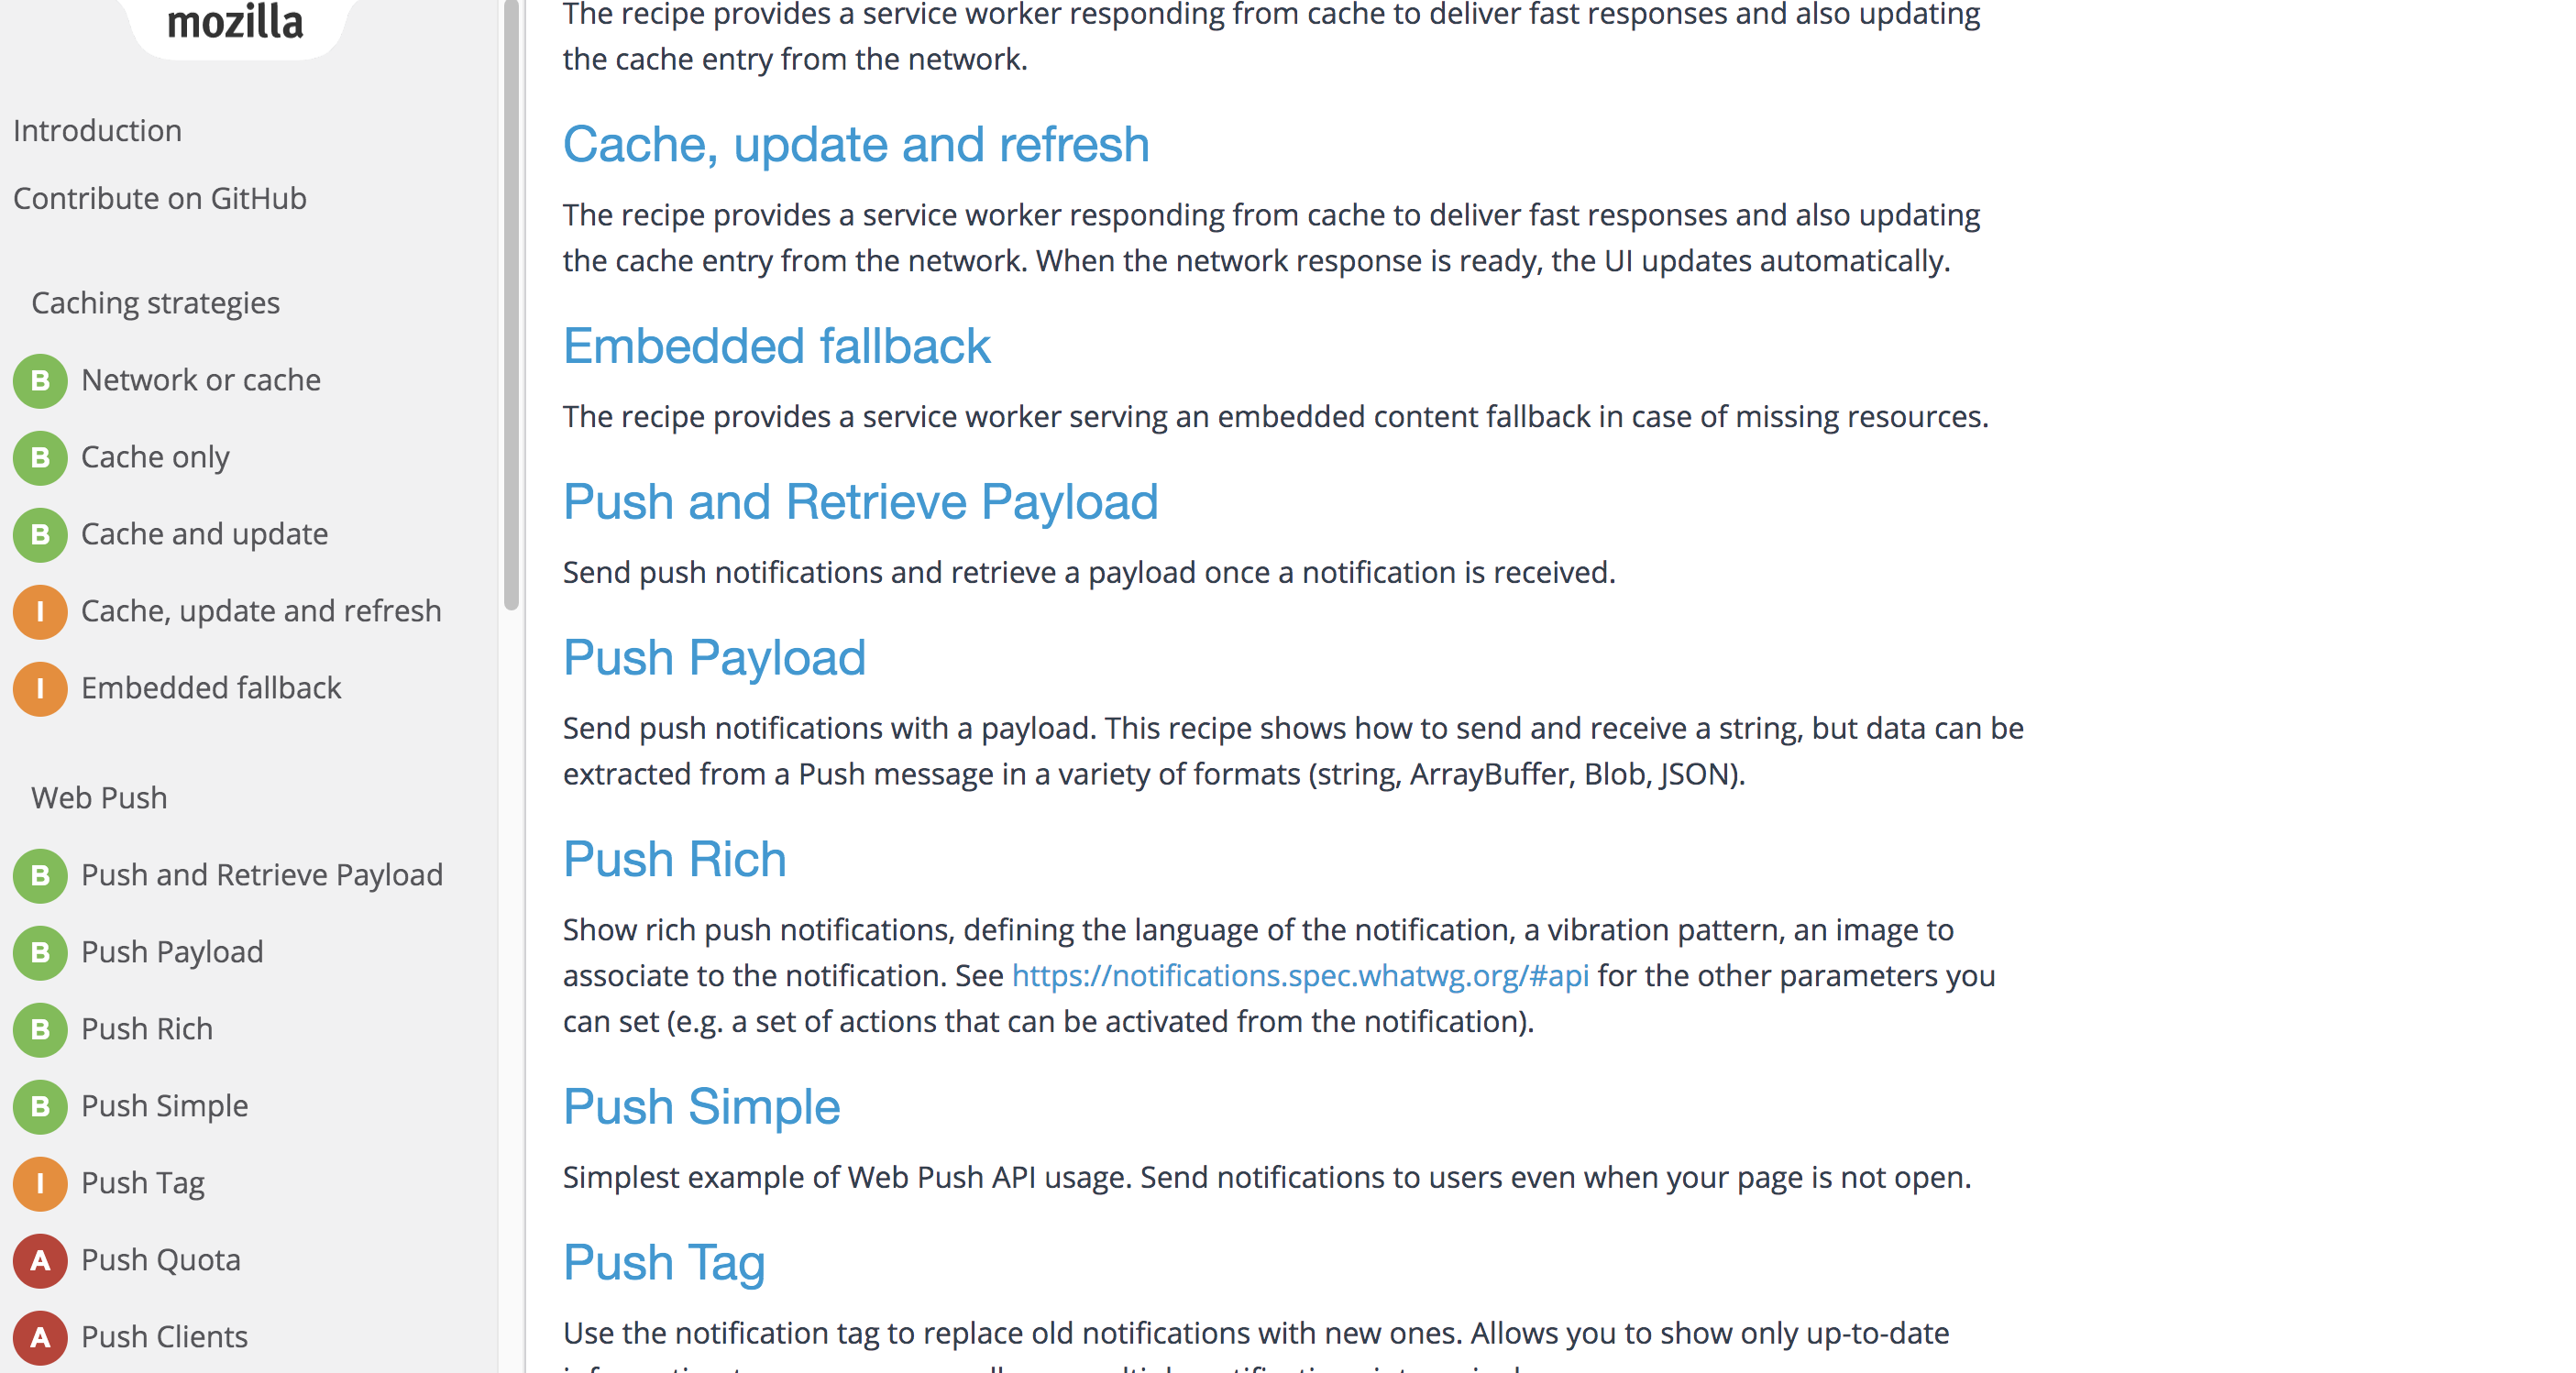 mozilla
Introduction
Contribute on GitHub
Caching strategies
B Network or cache
B Cache only
B Cache and update
I Cache, update and refresh
I Embedded fallback
Web Push
B Push and Retrieve Payload
B Push Payload
B Push Rich
B Push Simple
I Push Tag
A Push Quota
A Push Clients
The recipe provides a service worker responding from cache to deliver fast responses and also updating
the cache entry from the network.
Cache, update and refresh
The recipe provides a service worker responding from cache to deliver fast responses and also updating
the cache entry from the network. When the network response is ready, the UI updates automatically.
Embedded fallback
The recipe provides a service worker serving an embedded content fallback in case of missing resources.
Push and Retrieve Payload
Send push notifications and retrieve a payload once a notification is received.
Push Payload
Send push notifications with a payload. This recipe shows how to send and receive a string, but data can be
extracted from a Push message in a variety of formats (string, ArrayBuffer, Blob, JSON).
Push Rich
Show rich push notifications, defining the language of the notification, a vibration pattern, an image to
associate to the notification. See https://notifications.spec.whatwg.org/#api for the other parameters you
can set (e.g. a set of actions that can be activated from the notification).
Push Simple
Simplest example of Web Push API usage. Send notifications to users even when your page is not open.
Push Tag
Use the notification tag to replace old notifications with new ones. Allows you to show only up-to-date